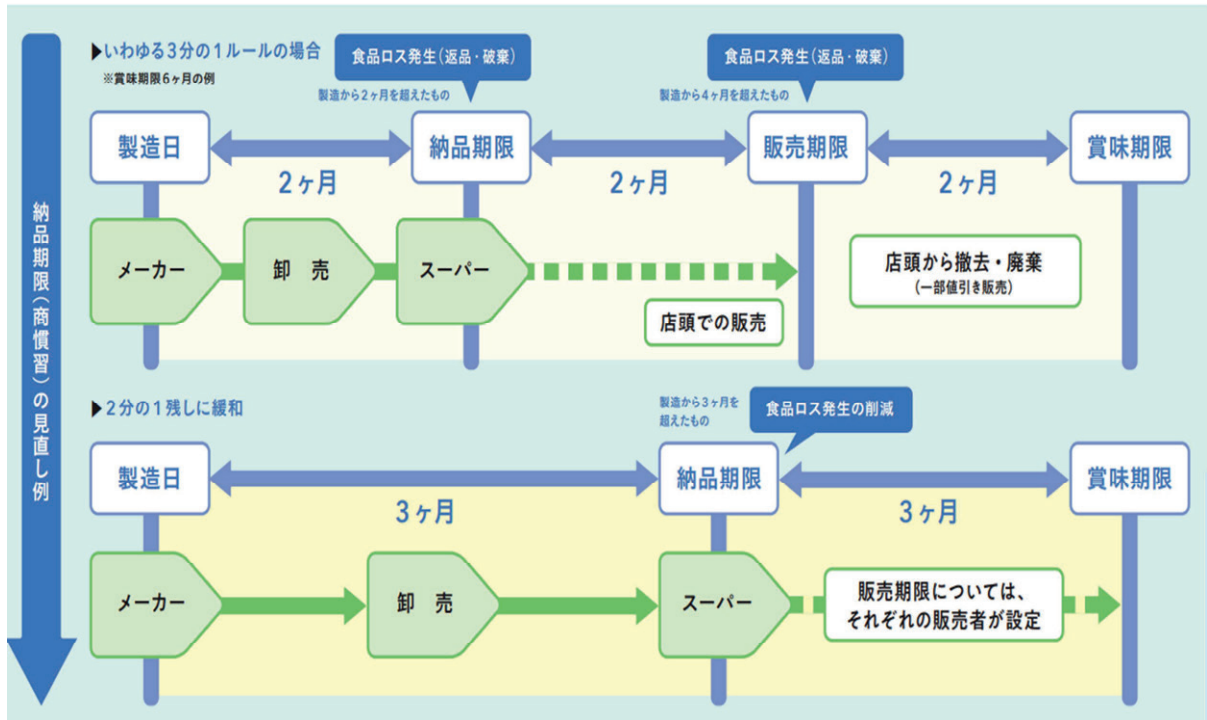 納品期限(商慣習)の見直し例
▶いわゆる3分の1ルールの場合
※賞味期限6ヶ月の例
食品ロス発生(返品・破棄)
製造から2ヶ月を超えたもの
食品ロス発生(返品・破棄)
製造から4ヶ月を超えたもの
製造日
納品期限
販売期限
賞味期限
2ヶ月
2ヶ月
2ヶ月
メーカー
卸 売
スーパー
店頭での販売
店頭から撤去・廃棄
(一部値引き販売)
▶2分の1残しに緩和
製造から3ヶ月を
超えたもの
食品ロス発生の削減
製造日
納品期限
賞味期限
3ヶ月
3ヶ月
メーカー
卸 売
スーパー
販売期限については、
それぞれの販売者が設定